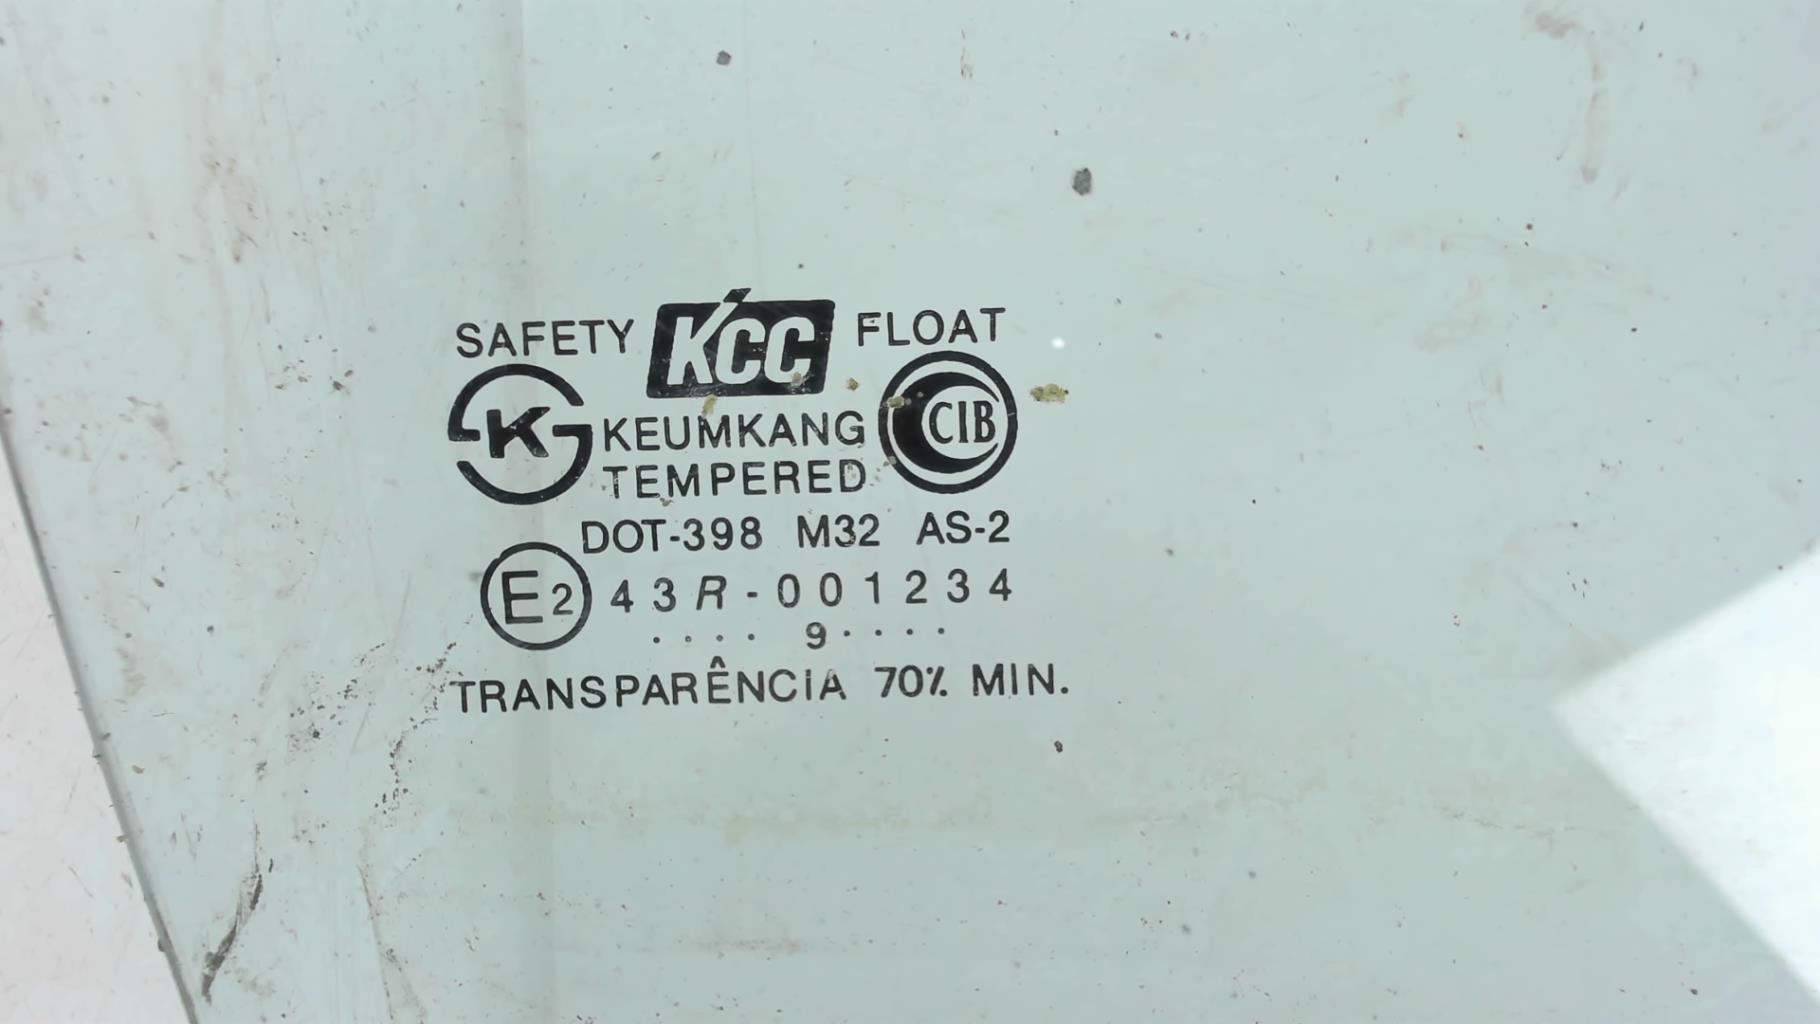 SAFETY KCC FLOAT
K KEUMKANG CIB
TEMPERED
DOT-398 M32 AS-2
E2 43R-001234
.... 9....
TRANSPARÊNCIA 70% MIN.